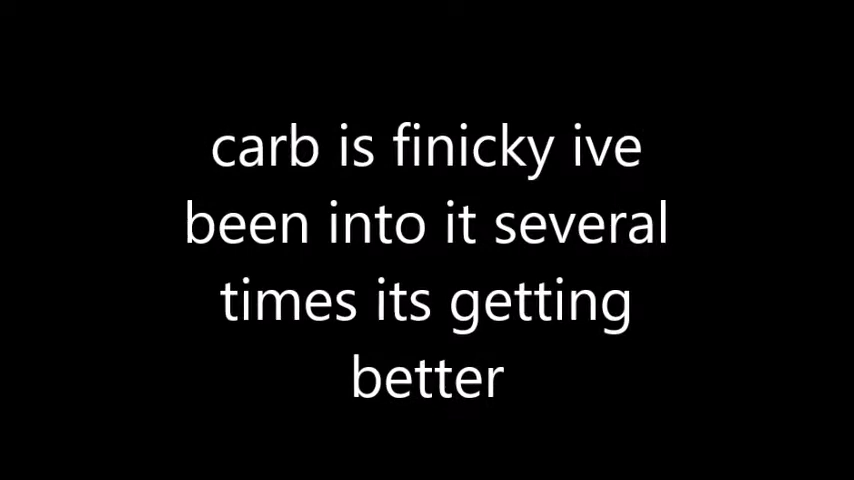 carb is finicky ive
been into it several
times its getting
better